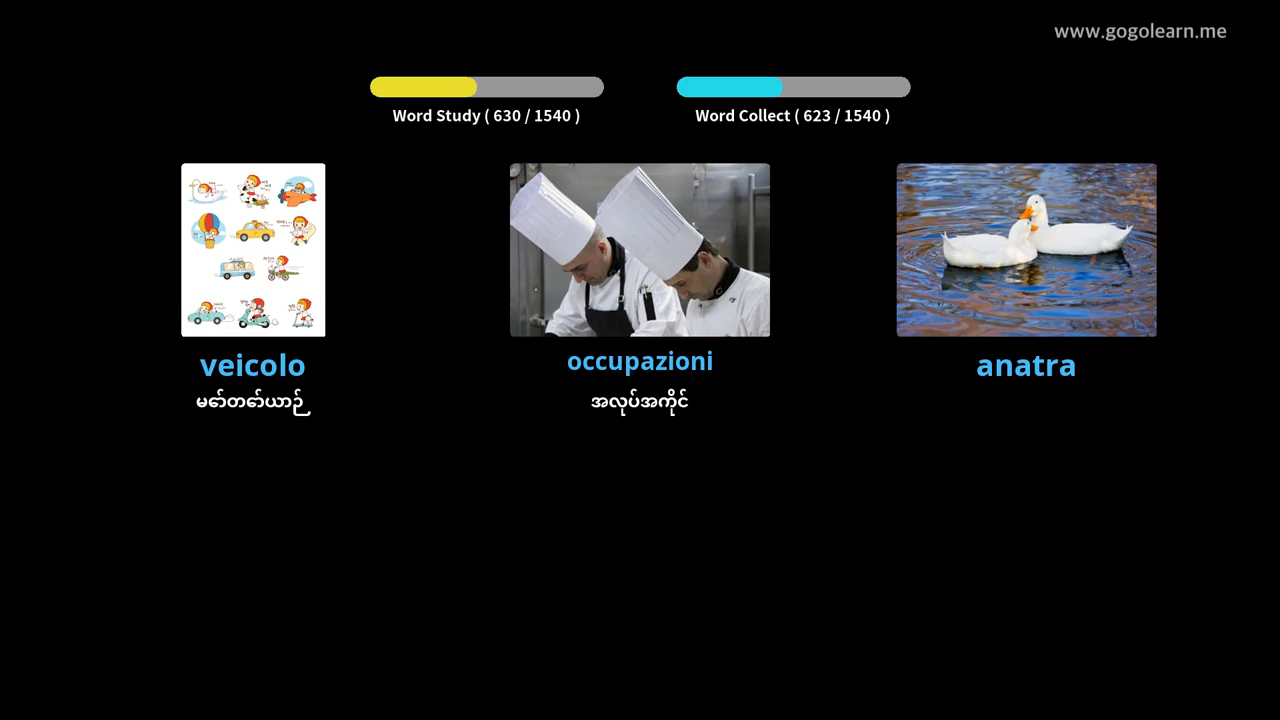 www.gogolearn.me
Word Study ( 630 / 1540 )
Word Collect ( 623 / 1540 )
veicolo
occupazioni
anatra
မော်တော်ယာဉ်
အလုပ်အကိုင်